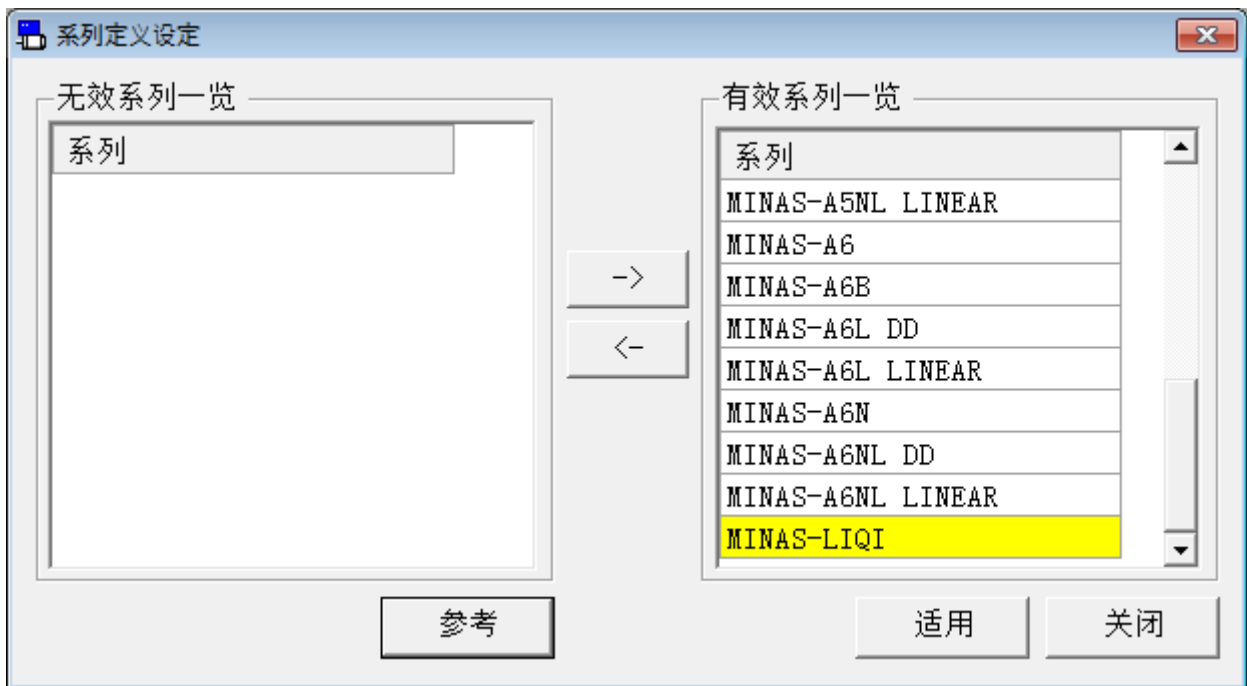 系列定义设定
无效系列一览
系列
->
<-
有效系列一览
系列
MINAS-A5NL LINEAR
MINAS-A6
MINAS-A6B
MINAS-A6L DD
MINAS-A6L LINEAR
MINAS-A6N
MINAS-A6NL DD
MINAS-A6NL LINEAR
MINAS-LIQI
参考
适用
关闭